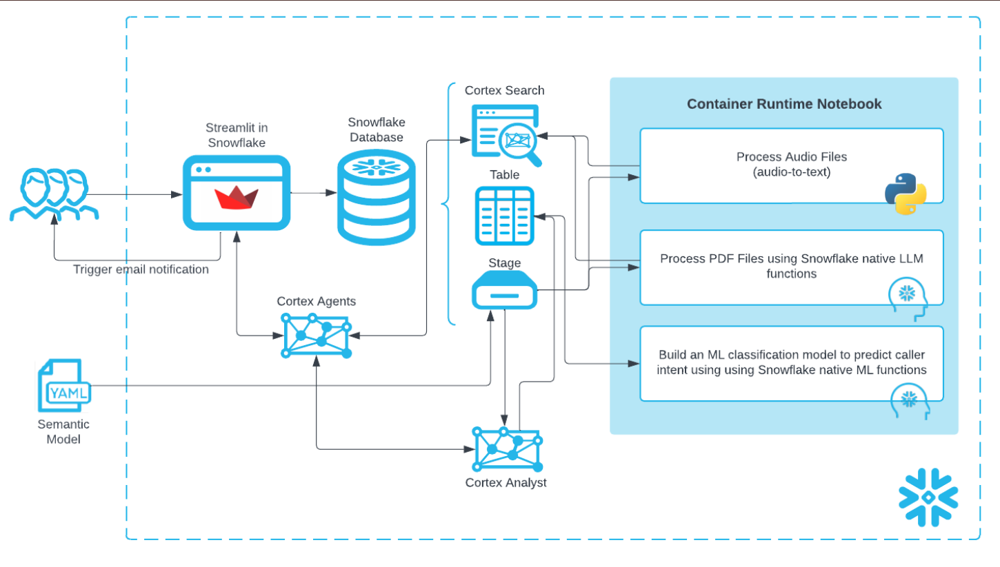 Cortex Search
Container Runtime Notebook
Snowflake
Database
Streamlit in
Snowflake
Process Audio Files
(audio-to-text)
Table
Process PDF Files using Snowflake native LLM
functions
Stage
Trigger email notification
Cortex Agents
Build an ML classification model to predict caller
intent using using Snowflake native ML functions
YAML
Semantic
Model
Cortex Analyst